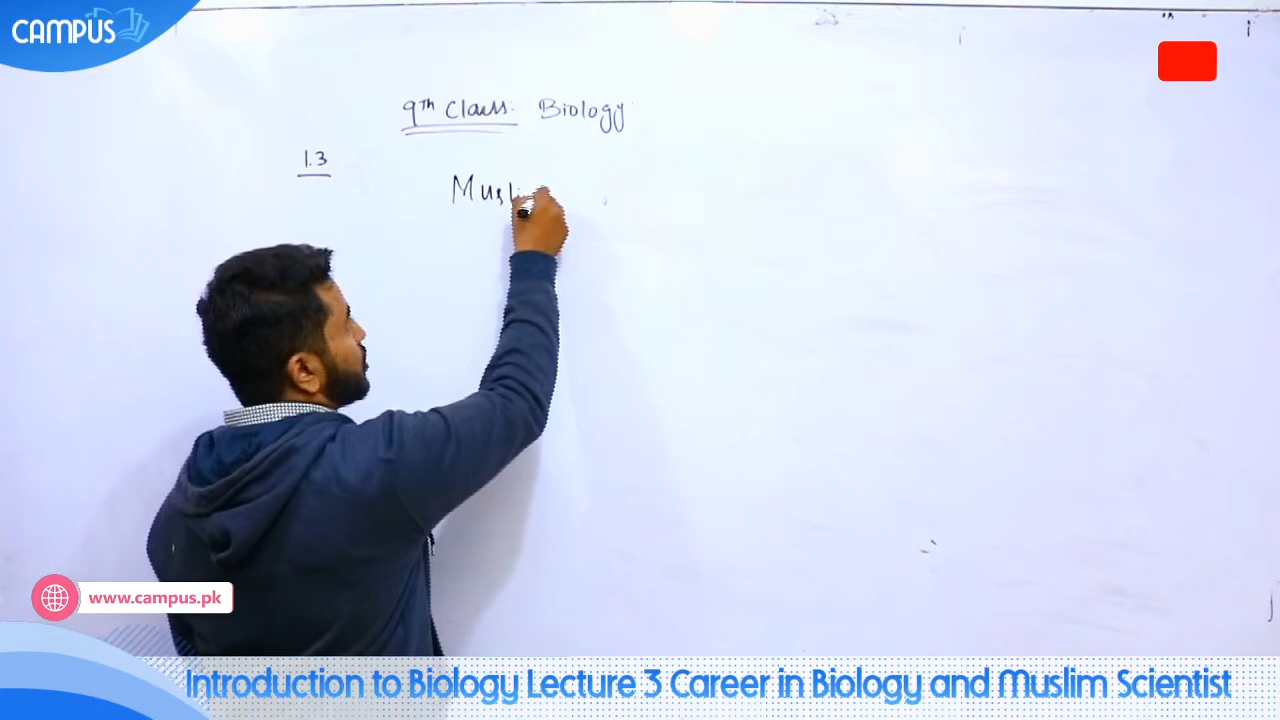 CAMPUS
9th Class: Biology
1.3
Musli
www.campus.pk
Introduction to Biology Lecture 3 Career in Biology and Muslim Scientist